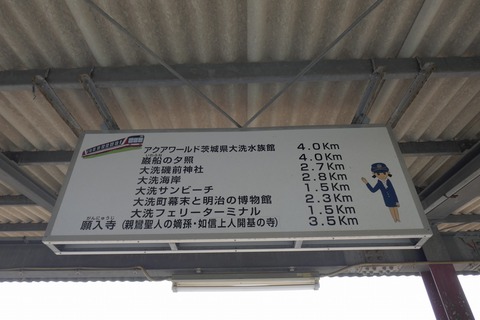 アクアワールド茨城県大洗水族館 4.0Km
巌船の夕照 4.0Km
大洗磯前神社 2.7Km
大洗海岸 2.8Km
大洗サンビーチ 1.5Km
大洗町幕末と明治の博物館 2.3Km
大洗フェリーターミナル 1.5Km
がんにゅうじ
願入寺(親鸞聖人の嫡孫・如信上人開基の寺) 3.5Km